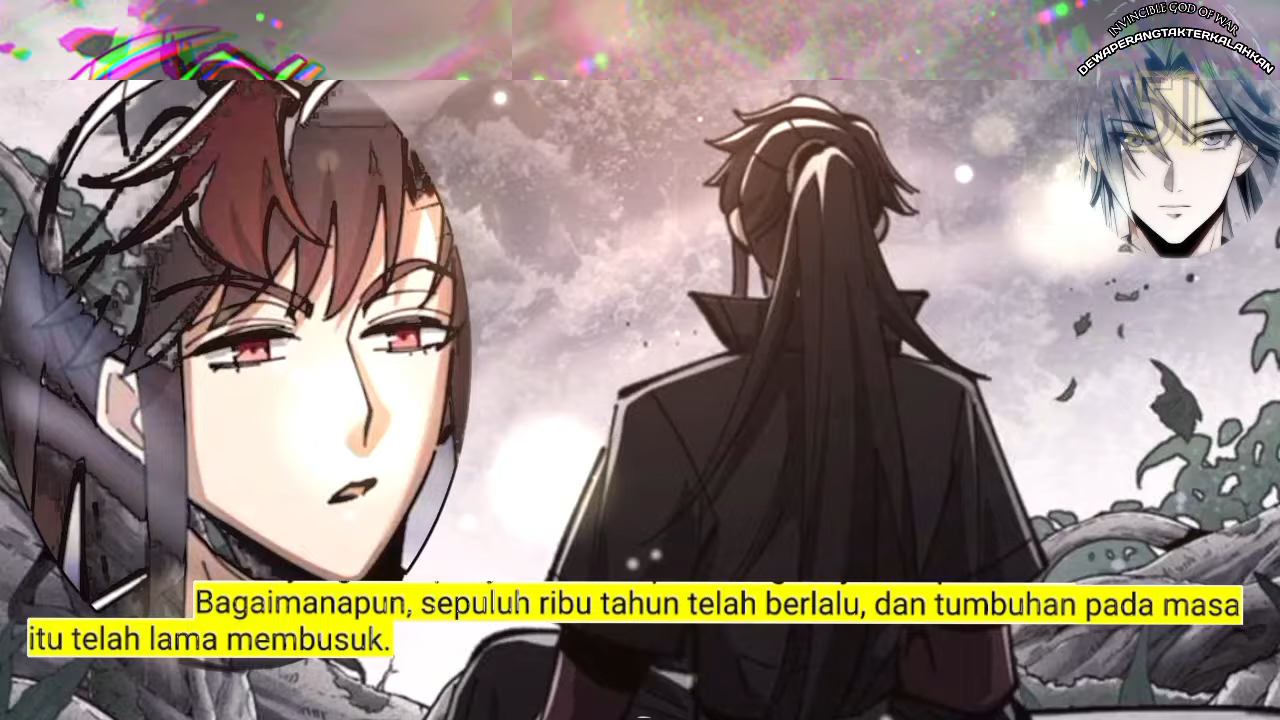 INVINCIBLE GOD OF WAR
DEWAPERANGTAKTERKALAHKAN
51
Bagaimanapun, sepuluh ribu tahun telah berlalu, dan tumbuhan pada masa
itu telah lama membusuk.